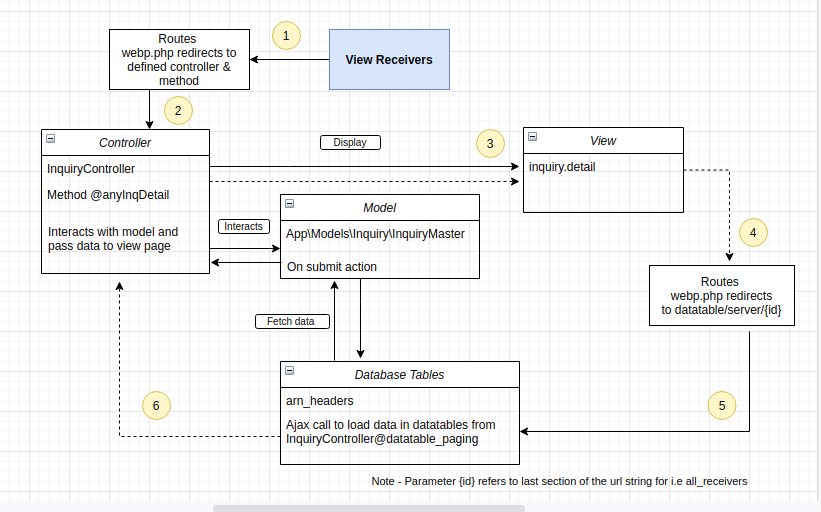 Routes
webp.php redirects to
defined controller &
method
1
View Receivers
2
Controller
InquiryController
Method @anyInqDetail
Interacts with model and
pass data to view page
Display
3
View
inquiry.detail
Interacts
Model
App\Models\Inquiry\InquiryMaster
On submit action
4
Routes
webp.php redirects
to datatable/server/{id}
Fetch data
Database Tables
arn_headers
Ajax call to load data in datatables from
InquiryController@datatable_paging
5
6
Note - Parameter {id} refers to last section of the url string for i.e all_receivers